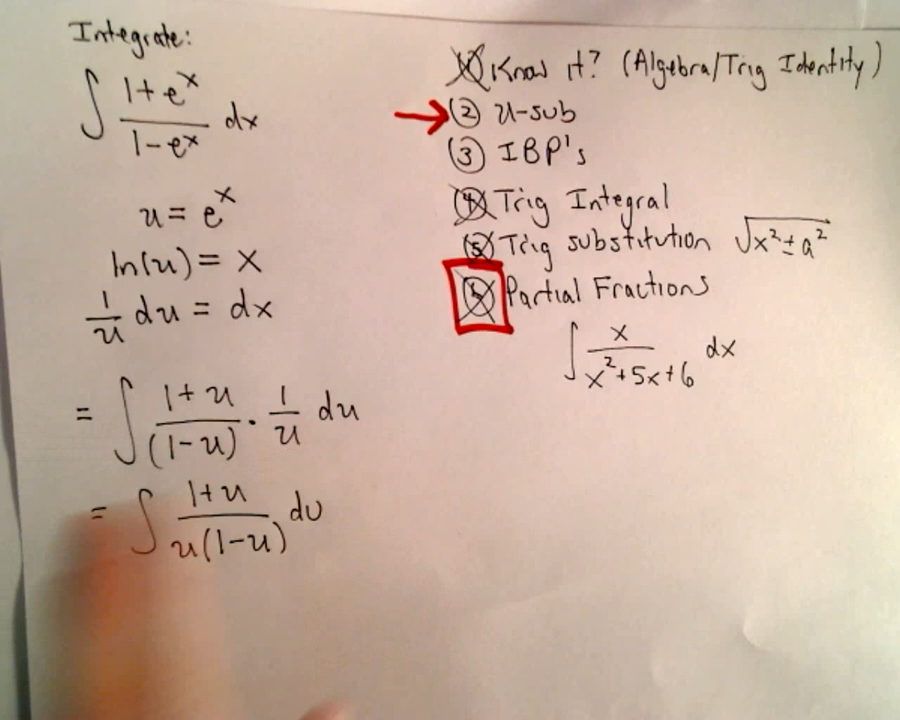 Integrate:
∫ (1+e^x)/(1-e^x) dx
u = e^x
ln(u) = x
1/u du = dx
= ∫ (1+u)/((1-u)) · 1/u du
= ∫ (1+u)/(u(1-u)) du
(1) Know it? (Algebra/Trig Identity)
→ (2) u-sub
(3) IBP's
(4) Trig Integral
(5) Trig substitution √(x²±a²)
(6) Partial Fractions
∫ x/(x²+5x+6) dx